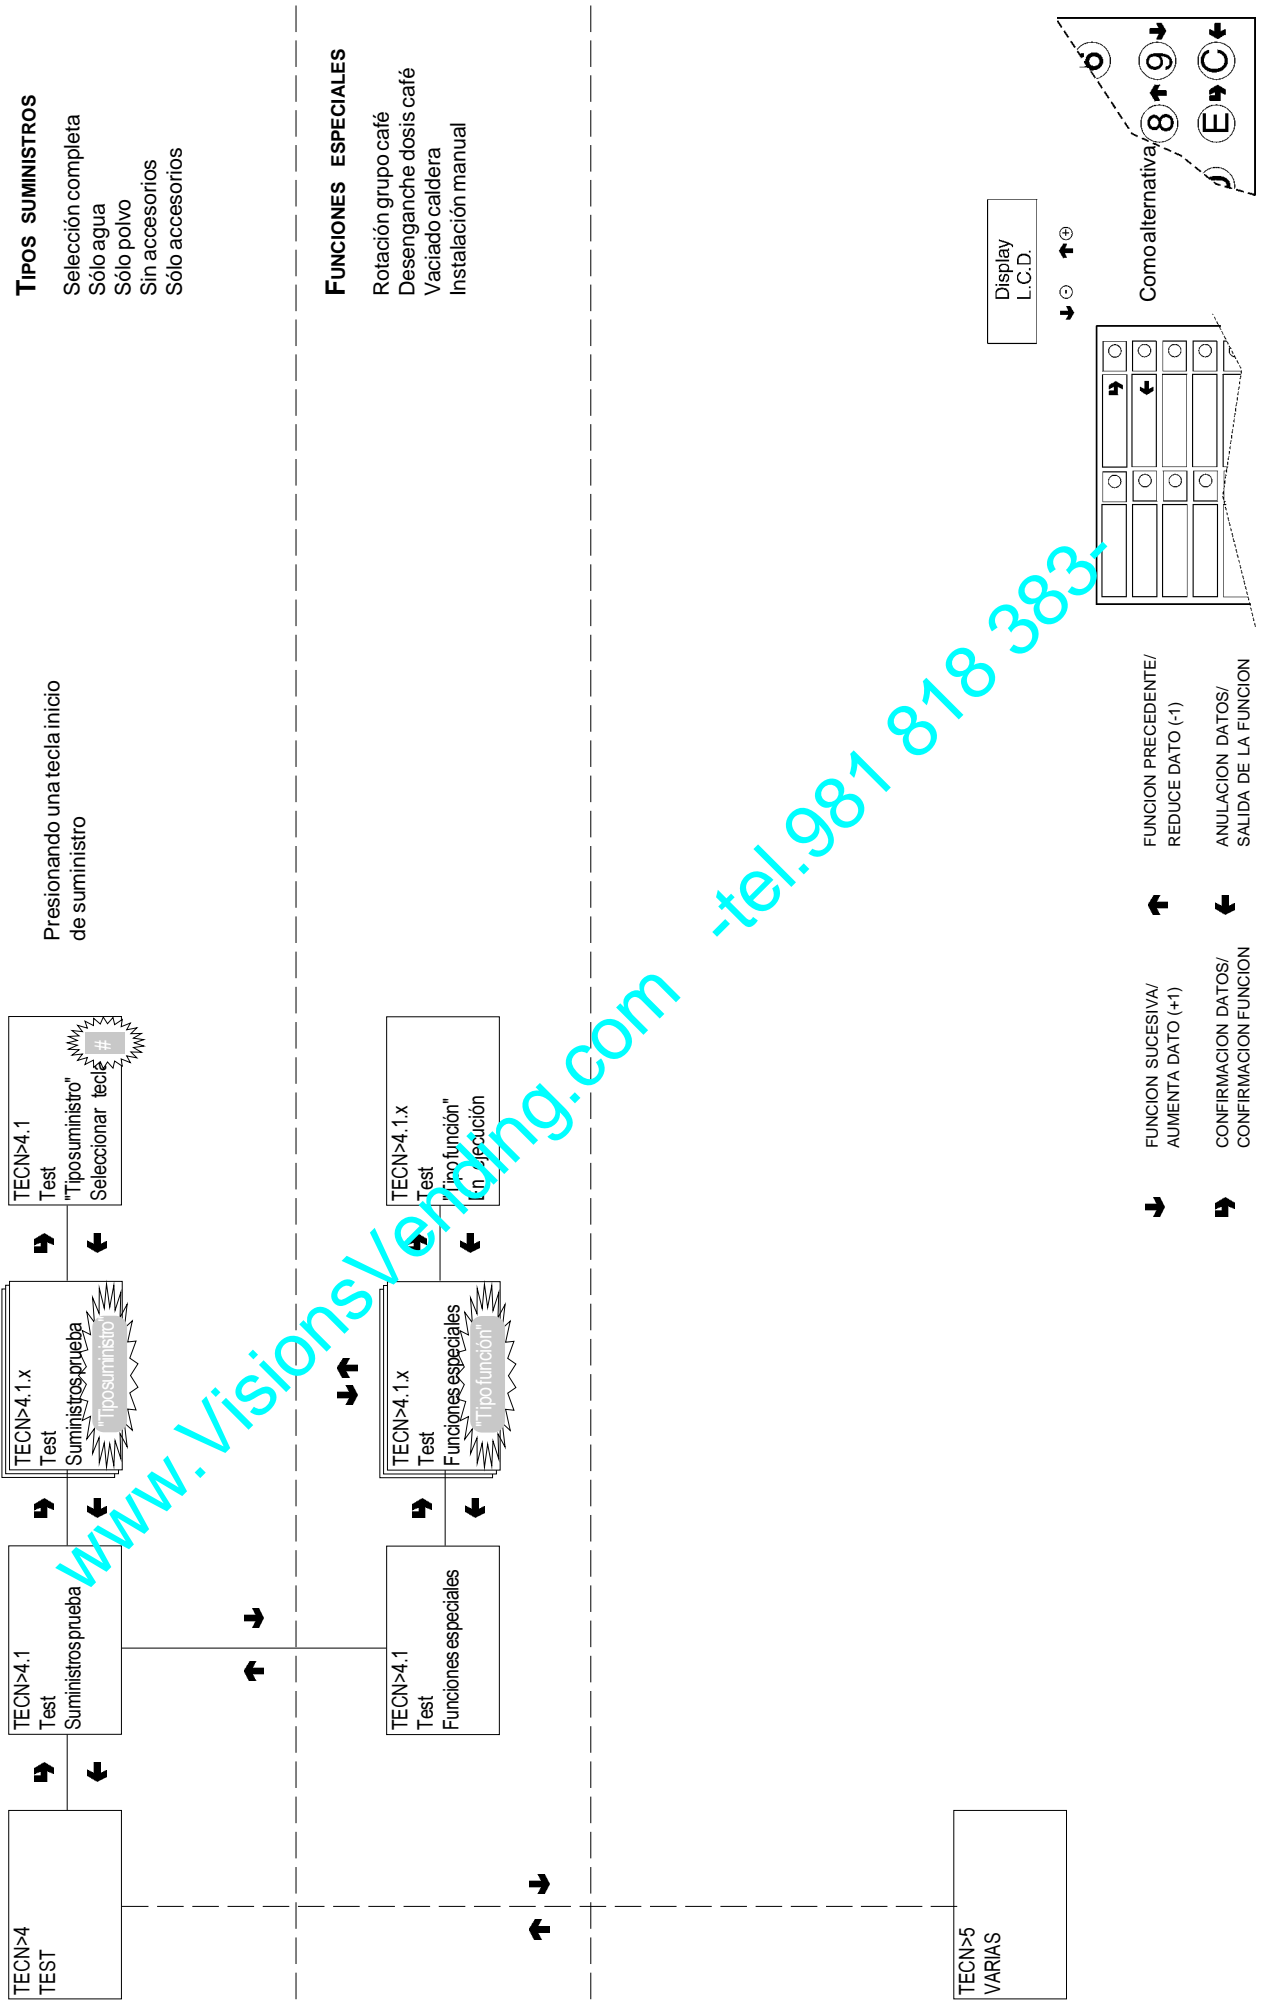 TECN>4
TEST
TECN>4.1
Test
Suministros prueba
TECN>4.1.x
Test
Suministros prueba
"Tipo suministro"
TECN>4.1
Test
"Tipo suministro"
Seleccionar tecla
#
Presionando una tecla inicio
de suministro
TIPOS SUMINISTROS
Selección completa
Sólo agua
Sólo polvo
Sin accesorios
Sólo accesorios
TECN>4.1
Test
Funciones especiales
TECN>4.1.x
Test
Funciones especiales
"Tipo función"
TECN>4.1.x
Test
"Tipo función"
En ejecución
FUNCIONES ESPECIALES
Rotación grupo café
Desenganche dosis café
Vaciado caldera
Instalación manual
TECN>5
VARIAS
www.VisionsVending.com -tel.981 818 383-
FUNCION SUCESIVA/
AUMENTA DATO (+1)
FUNCION PRECEDENTE/
REDUCE DATO (-1)
CONFIRMACION DATOS/
CONFIRMACION FUNCION
ANULACION DATOS/
SALIDA DE LA FUNCION
Display
L.C.D.
- +
Como alternativa
6
8 9
E C